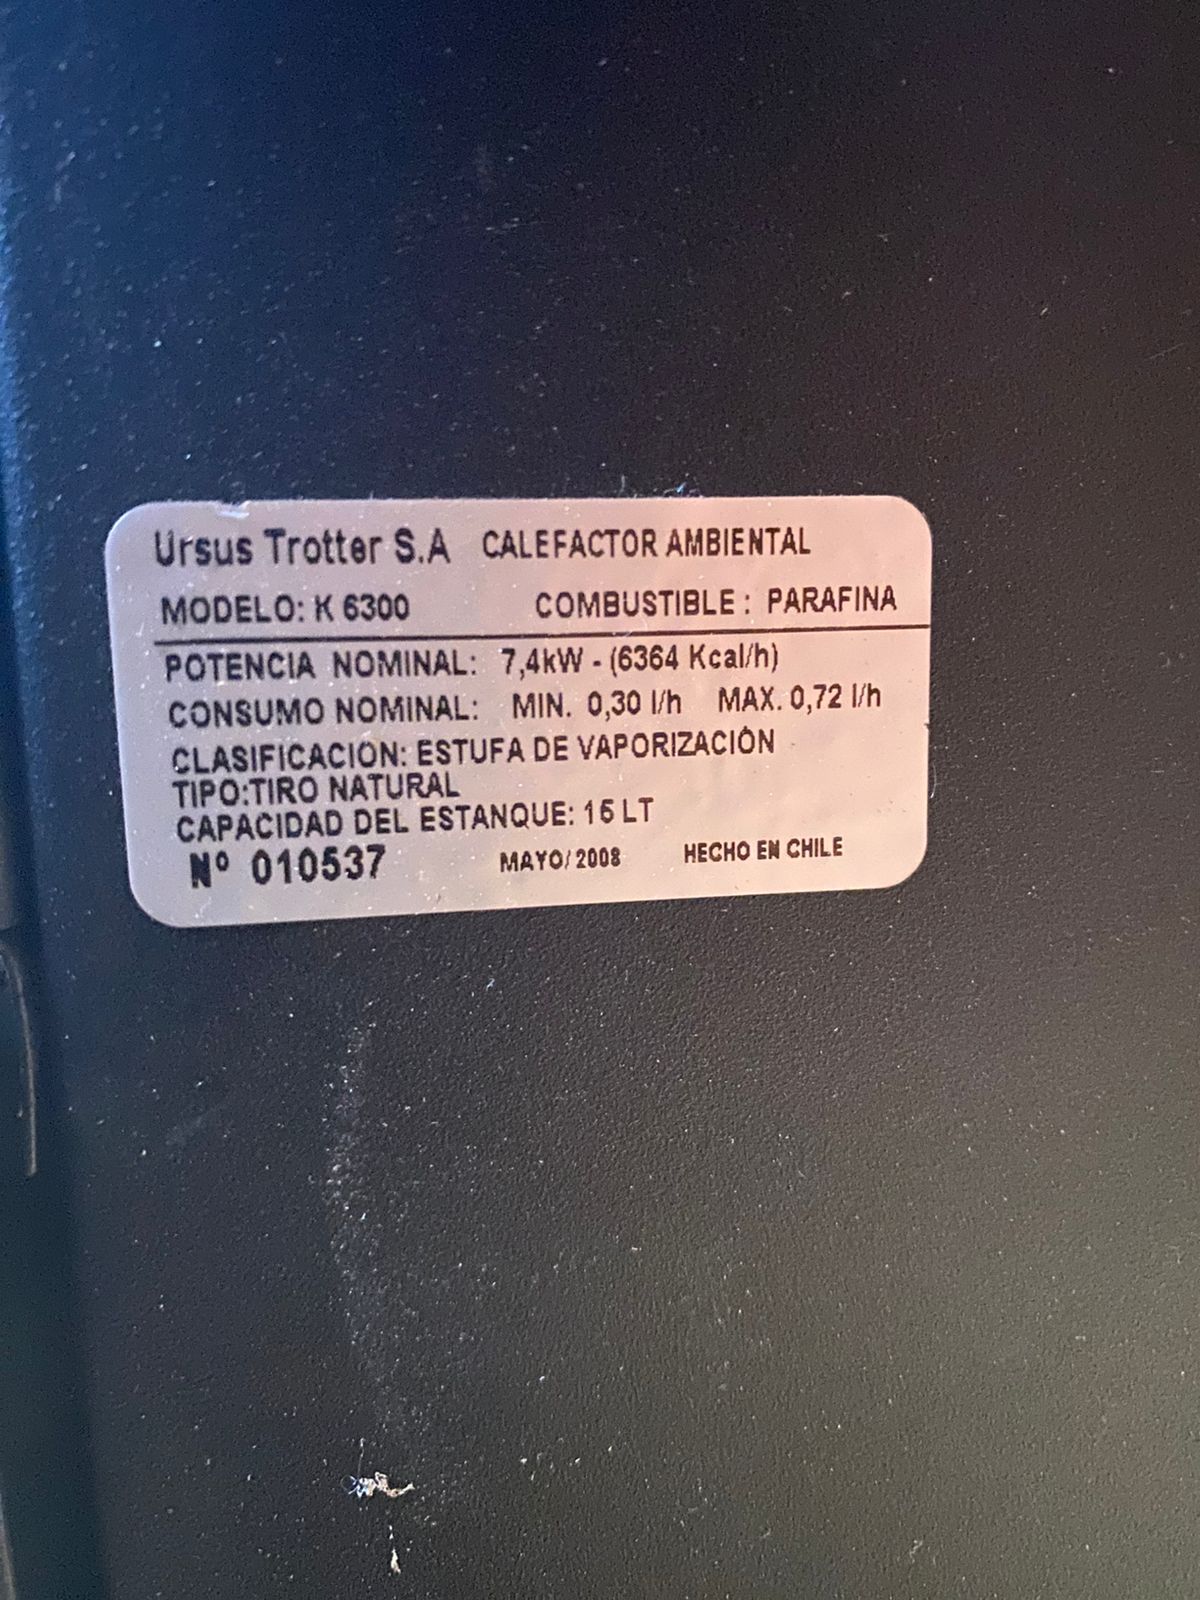 Ursus Trotter S.A CALEFACTOR AMBIENTAL
MODELO: K 6300 COMBUSTIBLE : PARAFINA
POTENCIA NOMINAL: 7,4kW - (6364 Kcal/h)
CONSUMO NOMINAL: MIN. 0,30 l/h MAX. 0,72 l/h
CLASIFICACION: ESTUFA DE VAPORIZACIÓN
TIPO:TIRO NATURAL
CAPACIDAD DEL ESTANQUE: 15 LT
Nº 010537 MAYO/2008 HECHO EN CHILE